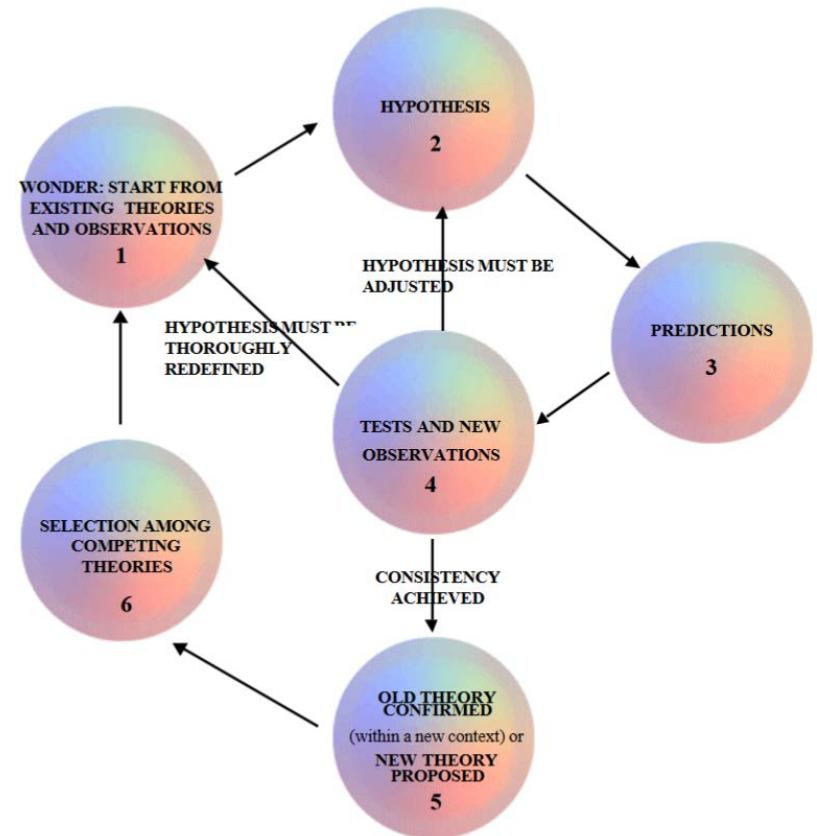 HYPOTHESIS
2
WONDER: START FROM
EXISTING THEORIES
AND OBSERVATIONS
1
HYPOTHESIS MUST BE
ADJUSTED
PREDICTIONS
3
HYPOTHESIS MUST
THOROUGHLY
REDEFINED
TESTS AND NEW
OBSERVATIONS
4
SELECTION AMONG
COMPETING
THEORIES
6
CONSISTENCY
ACHIEVED
OLD THEORY
CONFIRMED
(within a new context) or
NEW THEORY
PROPOSED
5